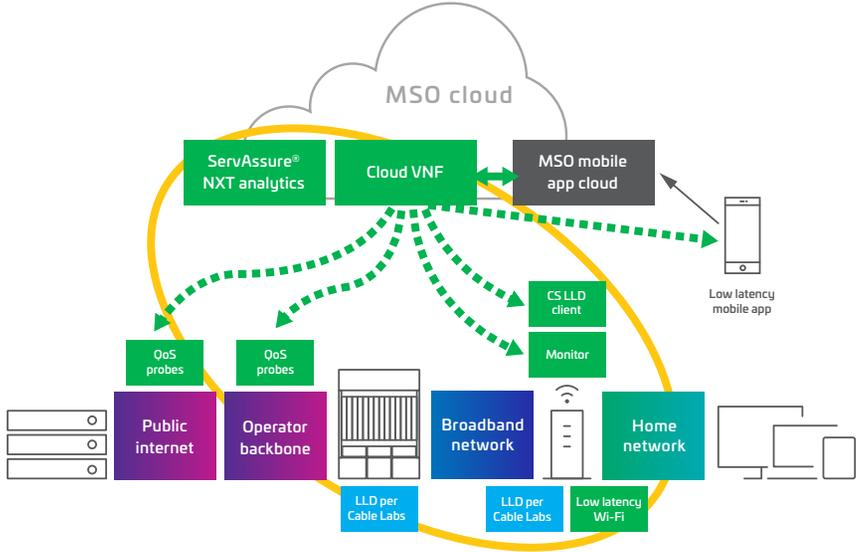 MSO cloud
ServAssure®
NXT analytics
Cloud VNF
MSO mobile
app cloud
Low latency
mobile app
CS LLD
client
Monitor
QoS
probes
QoS
probes
Public
internet
Operator
backbone
Broadband
network
Home
network
LLD per
Cable Labs
LLD per
Cable Labs
Low latency
Wi-Fi